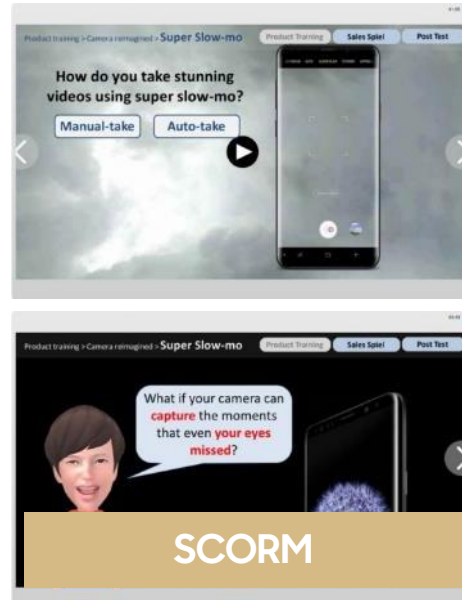 Product training > Camera reimagined > Super Slow-mo
Product Training
Sales Spiel
Post Test
How do you take stunning
videos using super slow-mo?
Manual-take
Auto-take
Product training > Camera reimagined > Super Slow-mo
Product Training
Sales Spiel
Post Test
What if your camera can
capture the moments
that even your eyes
missed?
SCORM